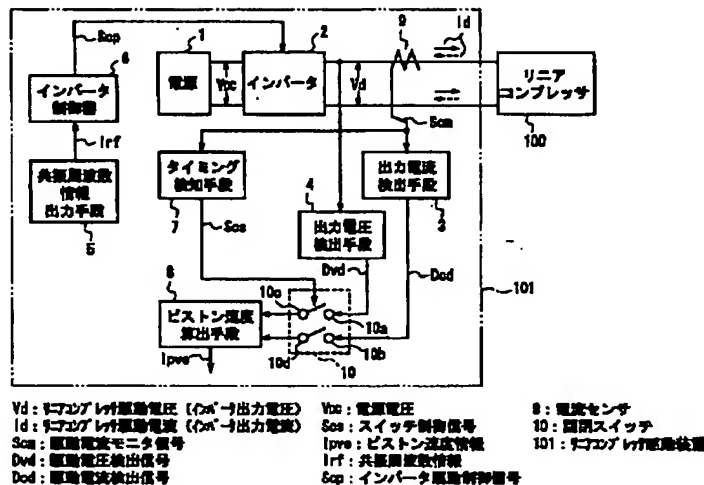 Scp
6
インバータ
制御器
Irf
共振周波数
情報
出力手段
5
1
電源
Vcc
2
インバータ
Vd
9
Id
リニア
コンプレッサ
100
Scm
タイミング
検知手段
7
出力電流
検出手段
3
4
出力電圧
検出手段
Scs
Dvd
Dcd
8
ピストン速度
算出手段
Ipve
10c
10a
10d
10b
10
101
Vd：リニアコンプレッサ駆動電圧（インバータ出力電圧）
Id：リニアコンプレッサ駆動電流（インバータ出力電流）
Scm：駆動電流モニタ信号
Dvd：駆動電圧検出信号
Dcd：駆動電流検出信号
Vcc：電源電圧
Scs：スイッチ制御信号
Ipve：ピストン速度情報
Irf：共振周波数情報
Scp：インバータ駆動制御信号
9：電流センサ
10：開閉スイッチ
101：リニアコンプレッサ駆動装置